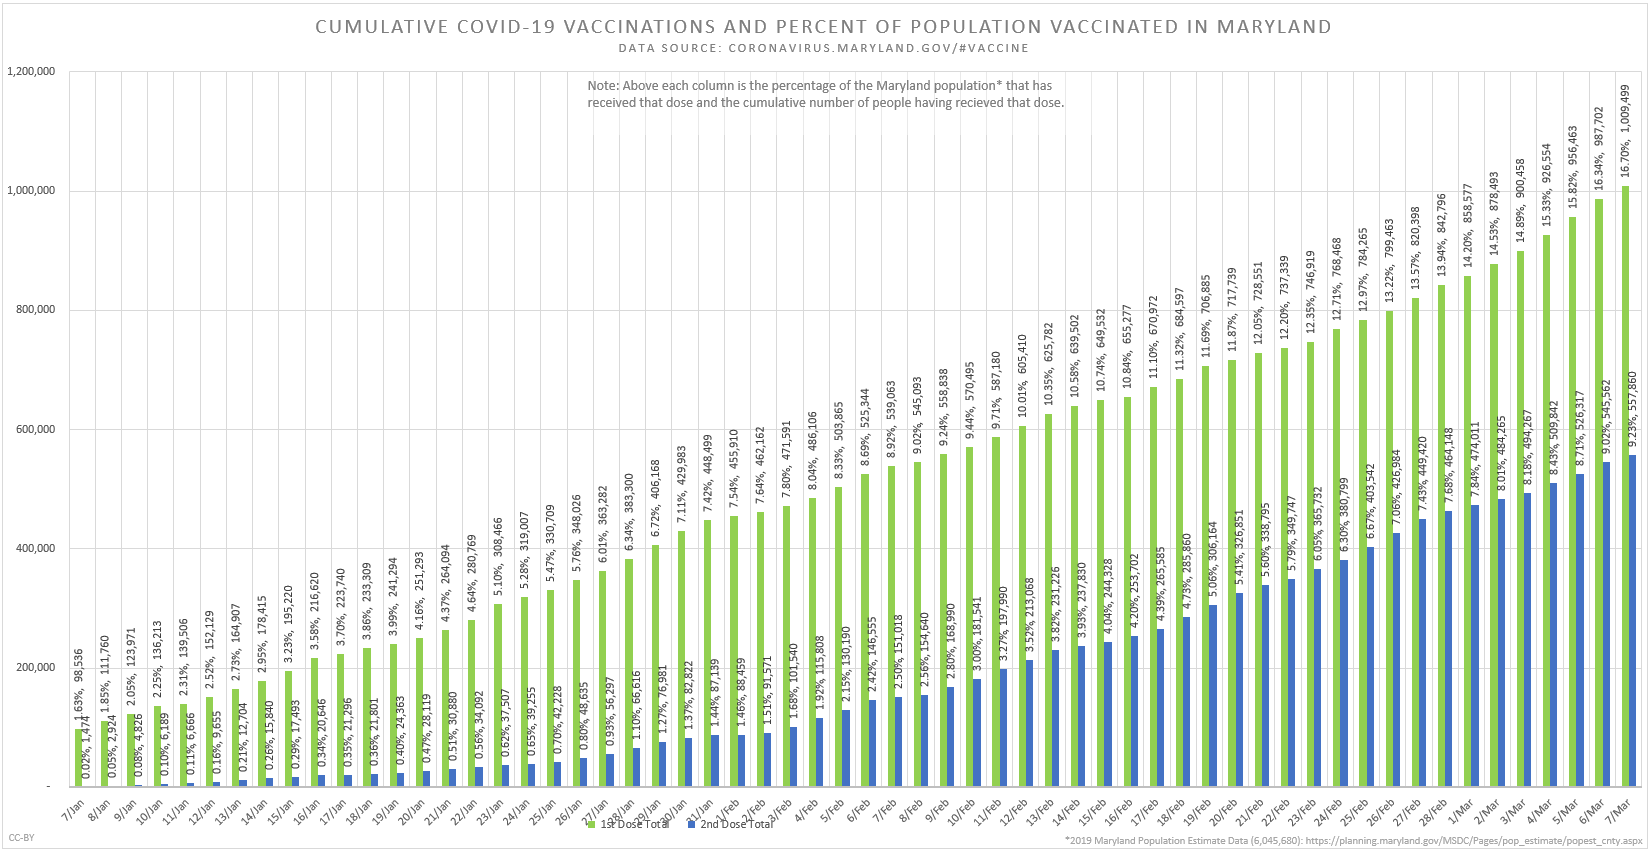 CUMULATIVE COVID-19 VACCINATIONS AND PERCENT OF POPULATION VACCINATED IN MARYLAND
DATA SOURCE: CORONAVIRUS.MARYLAND.GOV/#VACCINE
Note: Above each column is the percentage of the Maryland population* that has
received that dose and the cumulative number of people having recieved that dose.
1,200,000
1,000,000
800,000
600,000
400,000
200,000
-
1.63%, 98,536
0.02%, 1,474
1.85%, 111,760
0.05%, 2,924
2.05%, 123,971
0.08%, 4,826
2.25%, 136,213
0.10%, 6,189
2.31%, 139,506
0.11%, 6,666
2.52%, 152,129
0.16%, 9,655
2.73%, 164,907
0.21%, 12,704
2.95%, 178,415
0.26%, 15,840
3.23%, 195,220
0.29%, 17,493
3.58%, 216,620
0.34%, 20,646
3.70%, 223,740
0.35%, 21,296
3.86%, 233,309
0.36%, 21,801
3.99%, 241,294
0.40%, 24,363
4.16%, 251,293
0.47%, 28,119
4.37%, 264,094
0.51%, 30,880
4.64%, 280,769
0.56%, 34,092
5.10%, 308,466
0.62%, 37,507
5.28%, 319,007
0.65%, 39,255
5.47%, 330,709
0.70%, 42,228
5.76%, 348,026
0.80%, 48,635
6.01%, 363,282
0.93%, 56,297
6.34%, 383,300
1.10%, 66,616
6.72%, 406,168
1.27%, 76,981
7.11%, 429,983
1.37%, 82,822
7.42%, 448,499
1.44%, 87,139
7.54%, 455,910
1.46%, 88,459
7.64%, 462,162
1.51%, 91,571
7.80%, 471,591
1.68%, 101,540
8.04%, 486,106
1.92%, 115,808
8.33%, 503,865
2.15%, 130,190
8.69%, 525,344
2.42%, 146,555
8.92%, 539,063
2.50%, 151,018
9.02%, 545,093
2.56%, 154,640
9.24%, 558,838
2.80%, 168,990
9.44%, 570,495
3.00%, 181,541
9.71%, 587,180
3.27%, 197,990
10.01%, 605,410
3.52%, 213,068
10.35%, 625,782
3.82%, 231,226
10.58%, 639,502
3.93%, 237,830
10.74%, 649,532
4.04%, 244,328
10.84%, 655,277
4.20%, 253,702
11.10%, 670,972
4.39%, 265,585
11.32%, 684,597
4.73%, 285,860
11.69%, 706,885
5.06%, 306,164
11.87%, 717,739
5.41%, 326,851
12.05%, 728,551
5.60%, 338,795
12.20%, 737,339
5.79%, 349,747
12.35%, 746,919
6.05%, 365,732
12.71%, 768,468
6.30%, 380,799
12.97%, 784,265
6.67%, 403,542
13.22%, 799,463
7.06%, 426,984
13.57%, 820,398
7.43%, 449,420
13.94%, 842,796
7.68%, 464,148
14.20%, 858,577
7.84%, 474,011
14.53%, 878,493
8.01%, 484,265
14.89%, 900,458
8.18%, 494,267
15.33%, 926,554
8.43%, 509,842
15.82%, 956,463
8.71%, 526,317
16.34%, 987,702
9.02%, 545,562
16.70%, 1,009,499
9.23%, 557,860
7/Jan
8/Jan
9/Jan
10/Jan
11/Jan
12/Jan
13/Jan
14/Jan
15/Jan
16/Jan
17/Jan
18/Jan
19/Jan
20/Jan
21/Jan
22/Jan
23/Jan
24/Jan
25/Jan
26/Jan
27/Jan
28/Jan
29/Jan
30/Jan
31/Jan
1/Feb
2/Feb
3/Feb
4/Feb
5/Feb
6/Feb
7/Feb
8/Feb
9/Feb
10/Feb
11/Feb
12/Feb
13/Feb
14/Feb
15/Feb
16/Feb
17/Feb
18/Feb
19/Feb
20/Feb
21/Feb
22/Feb
23/Feb
24/Feb
25/Feb
26/Feb
27/Feb
28/Feb
1/Mar
2/Mar
3/Mar
4/Mar
5/Mar
6/Mar
7/Mar
1st Dose Total
2nd Dose Total
CC-BY
*2019 Maryland Population Estimate Data (6,045,680): https://planning.maryland.gov/MSDC/Pages/pop_estimate/popest_cnty.aspx